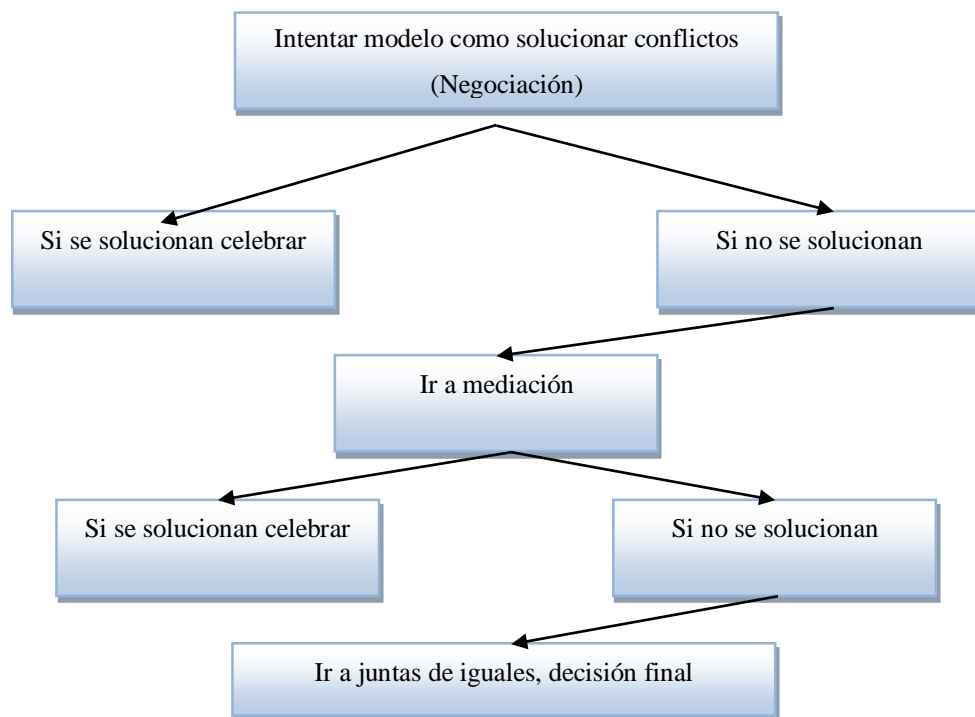 Intentar modelo como solucionar conflictos
(Negociación)
Si se solucionan celebrar
Si no se solucionan
Ir a mediación
Si se solucionan celebrar
Si no se solucionan
Ir a juntas de iguales, decisión final